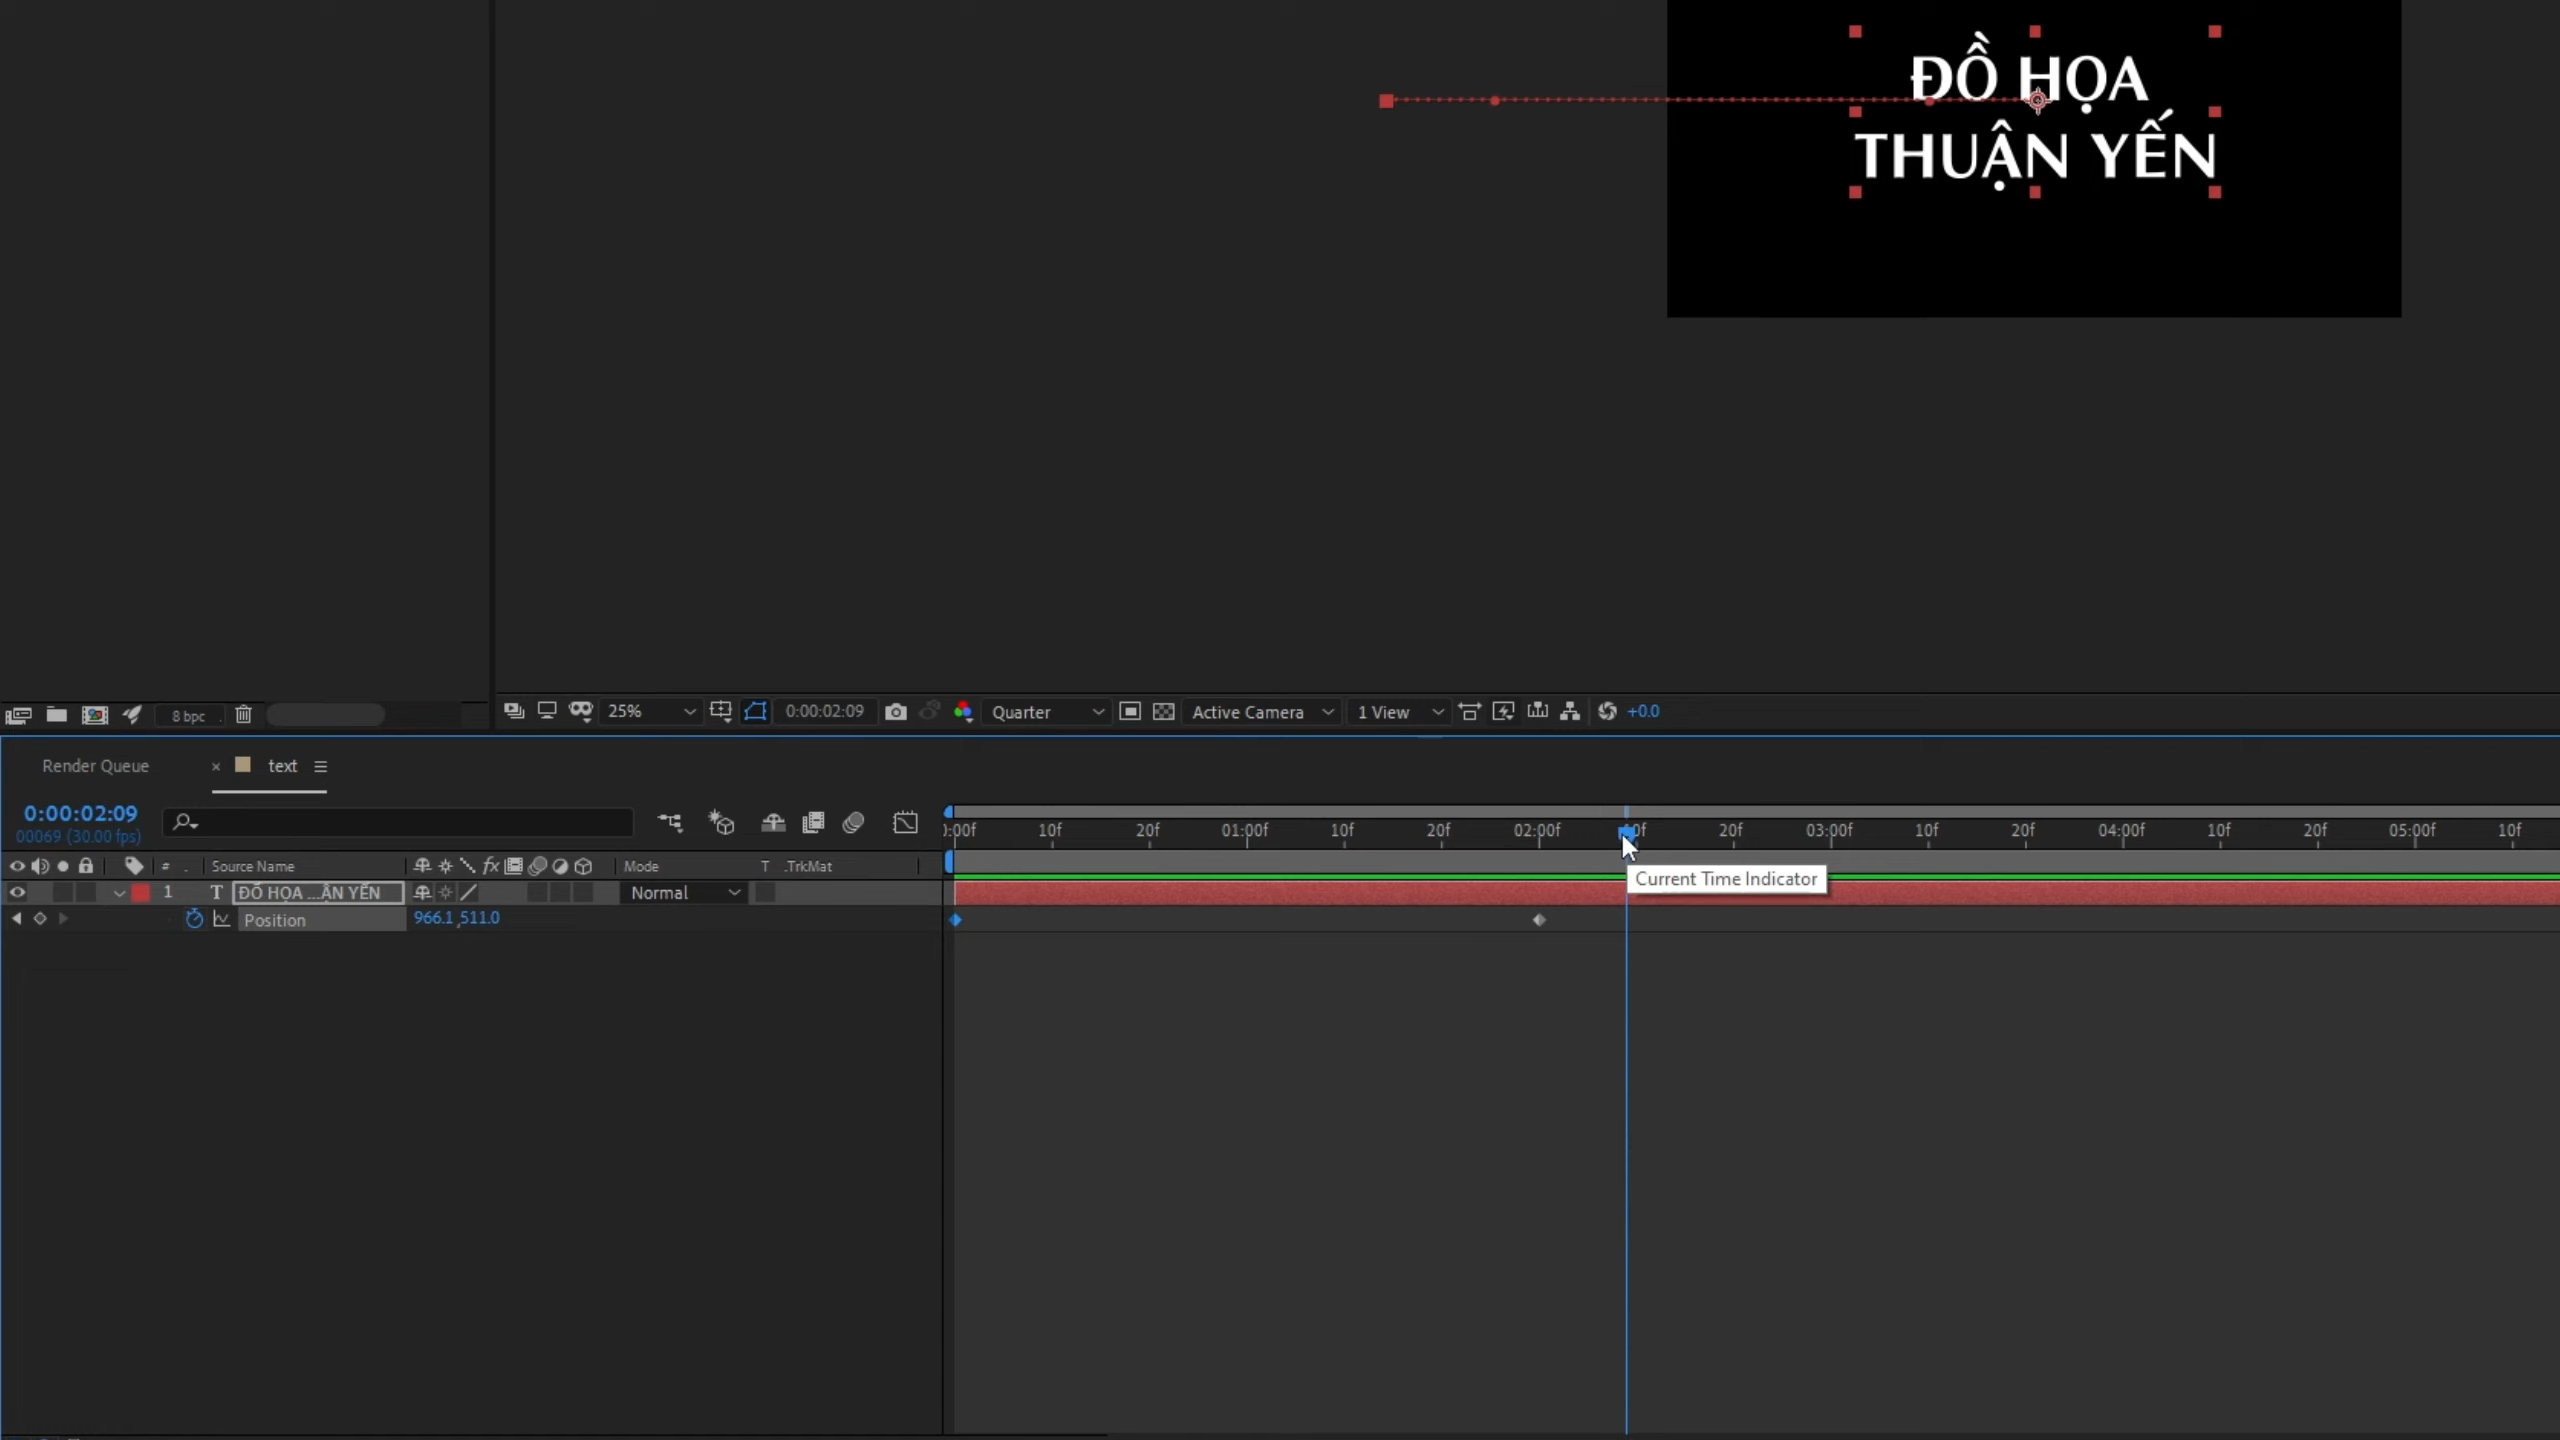 ĐỒ HỌA
THUẬN YẾN
8 bpc
25%
0:00:02:09
Quarter
Active Camera
1 View
+0.0
Render Queue
× text
0:00:02:09
00069 (30.00 fps)
):00f 10f 20f 01:00f 10f 20f 02:00f 10f 20f 03:00f 10f 20f 04:00f 10f 20f 05:00f 10f
# . Source Name fx Mode T .TrkMat
Current Time Indicator
1 T ĐỒ HỌA ...ẬN YẾN Normal
Position 966.1,511.0